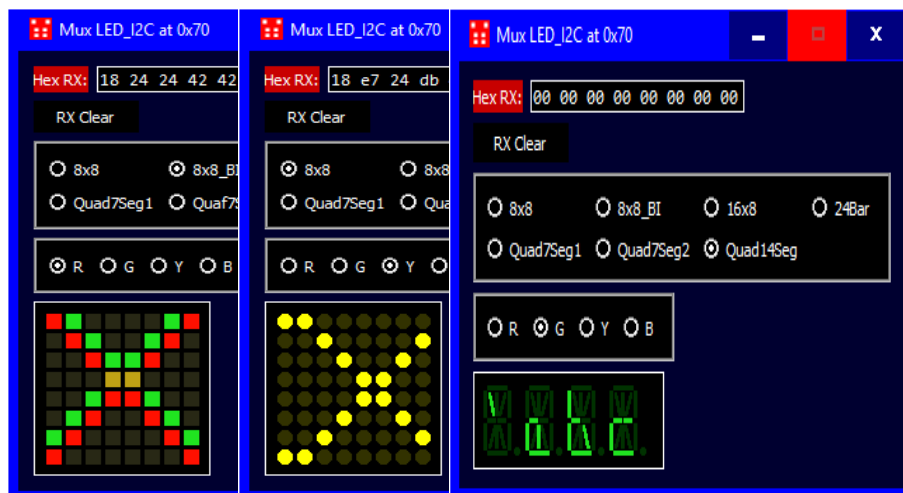 Mux LED_I2C at 0x70
Hex RX: 18 24 24 42 42
RX Clear
8x8 8x8_BI
Quad7Seg1 Quaf7S
R G Y B
Mux LED_I2C at 0x70
Hex RX: 18 e7 24 db
RX Clear
8x8 8x8
Quad7Seg1 Qua
R G Y
Mux LED_I2C at 0x70
X
Hex RX: 00 00 00 00 00 00 00 00
RX Clear
8x8 8x8_BI 16x8 24Bar
Quad7Seg1 Quad7Seg2 Quad14Seg
R G Y B